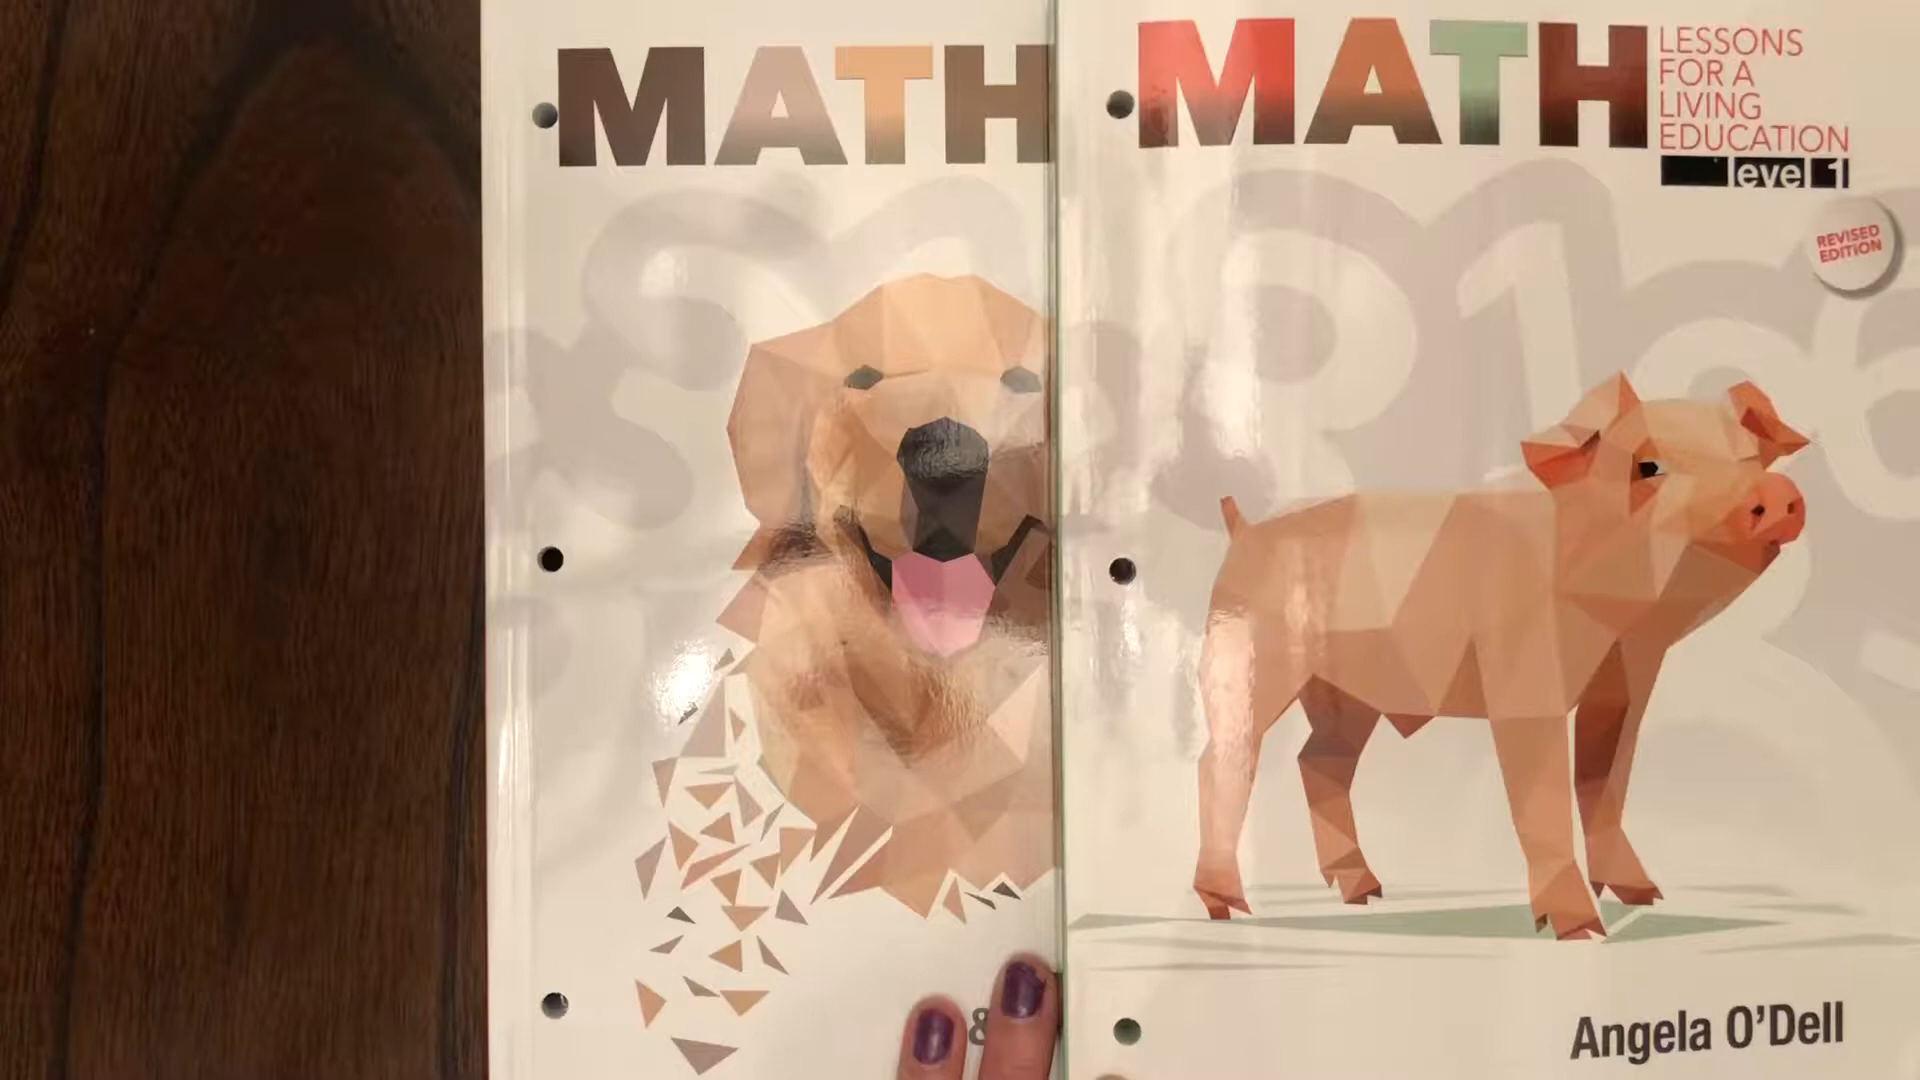 MATH
&
MATH
LESSONS
FOR A
LIVING
EDUCATION
level 1
REVISED
EDITION
Angela O'Dell